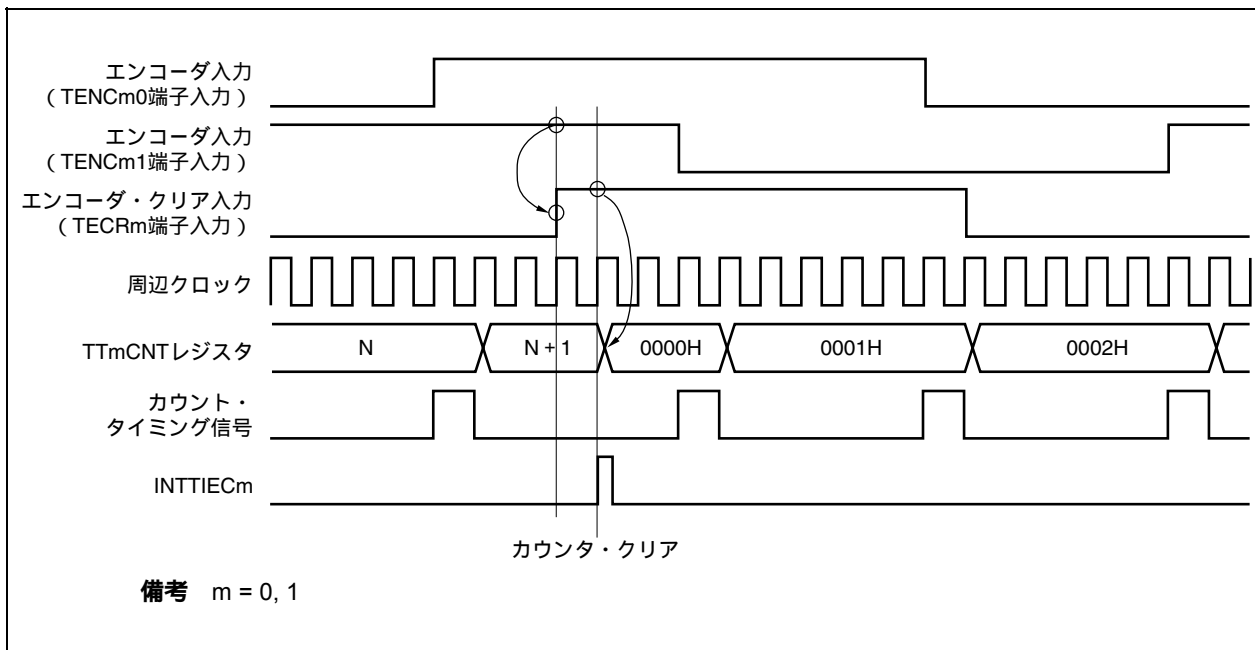 エンコーダ入力
（TENCm0端子入力）
エンコーダ入力
（TENCm1端子入力）
エンコーダ・クリア入力
（TECRm端子入力）
周辺クロック
TTmCNTレジスタ
N
N + 1
0000H
0001H
0002H
カウント・
タイミング信号
INTTIECm
カウンタ・クリア
備考 m = 0, 1